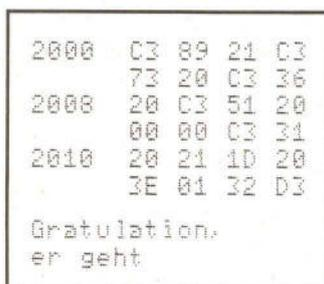 2000 C3 89 21 C3
73 20 C3 36
2008 20 C3 51 20
00 00 C3 31
2010 20 21 1D 20
3E 01 32 D3
Gratulation,
er geht